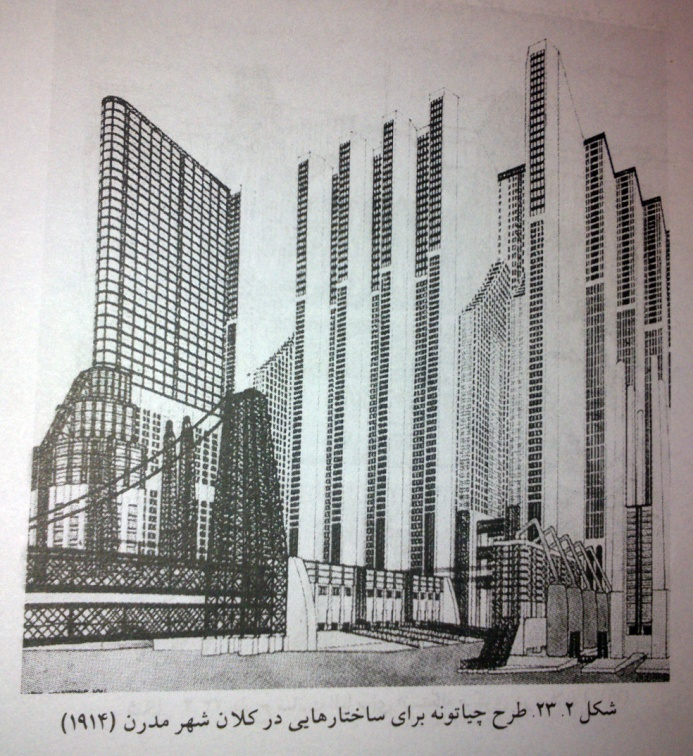 شکل ۲. ۲۳. طرح چیاتونه برای ساختارهایی در کلان شهر مدرن (۱۹۱۴)